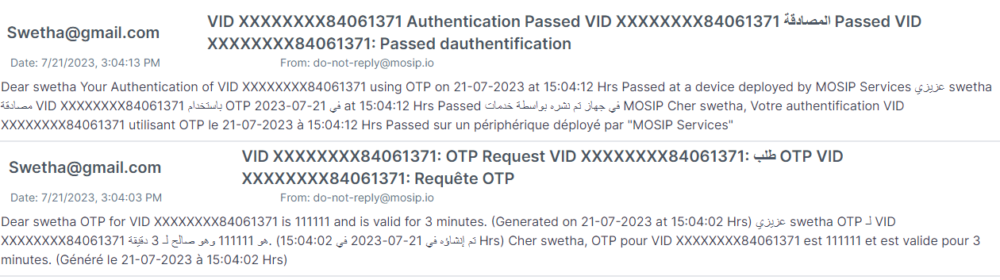 VID XXXXXXXX84061371 Authentication Passed VID XXXXXXXX84061371 المصادقة Passed VID
XXXXXXXX84061371: Passed dauthentification
Swetha@gmail.com
Date: 7/21/2023, 3:04:13 PM
From: do-not-reply@mosip.io
Dear swetha Your Authentication of VID XXXXXXXX84061371 using OTP on 21-07-2023 at 15:04:12 Hrs Passed at a device deployed by MOSIP Services عزيزي swetha
مصادقة VID XXXXXXXX84061371 باستخدام OTP في 21-07-2023 at 15:04:12 Hrs Passed في جهاز تم نشره بواسطة خدمات MOSIP Cher swetha, Votre authentification VID
XXXXXXXX84061371 utilisant OTP le 21-07-2023 à 15:04:12 Hrs Passed sur un périphérique déployé par "MOSIP Services"
VID XXXXXXXX84061371: OTP Request VID XXXXXXXX84061371: طلب OTP VID
XXXXXXXX84061371: Requête OTP
Swetha@gmail.com
Date: 7/21/2023, 3:04:03 PM
From: do-not-reply@mosip.io
Dear swetha OTP for VID XXXXXXXX84061371 is 111111 and is valid for 3 minutes. (Generated on 21-07-2023 at 15:04:02 Hrs) عزيزي swetha OTP لـ VID
XXXXXXXX84061371 هو 111111 وهو صالح لـ 3 دقيقة. (تم إنشاؤه في 21-07-2023 في 15:04:02 Hrs) Cher swetha, OTP pour VID XXXXXXXX84061371 est 111111 et est valide pour 3
minutes. (Généré le 21-07-2023 à 15:04:02 Hrs)